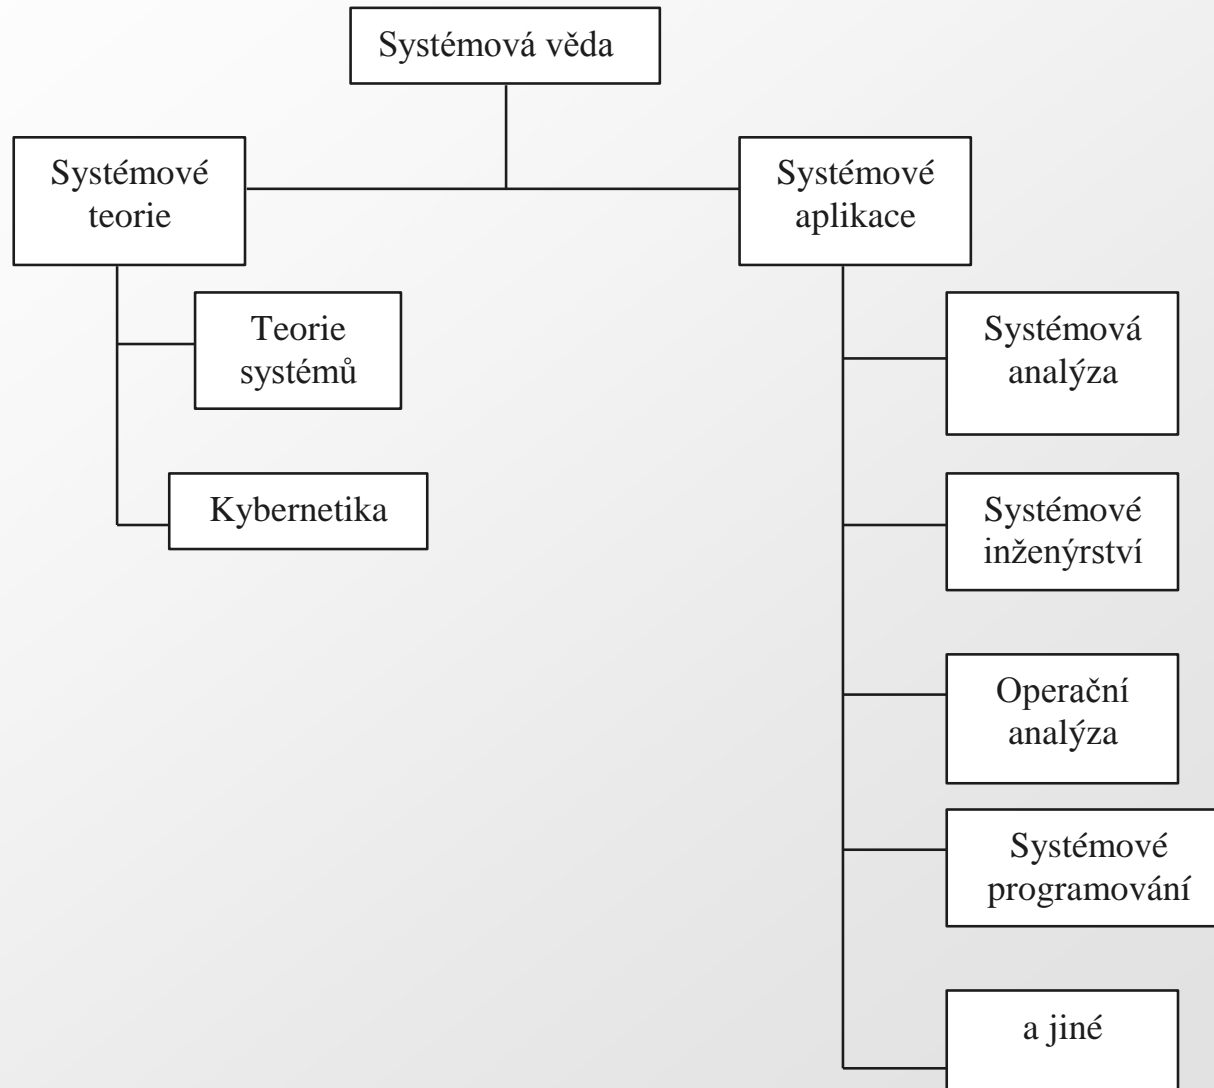 Systémová věda
Systémové
teorie
Systémové
aplikace
Teorie
systémů
Kybernetika
Systémová
analýza
Systémové
inženýrství
Operační
analýza
Systémové
programování
a jiné